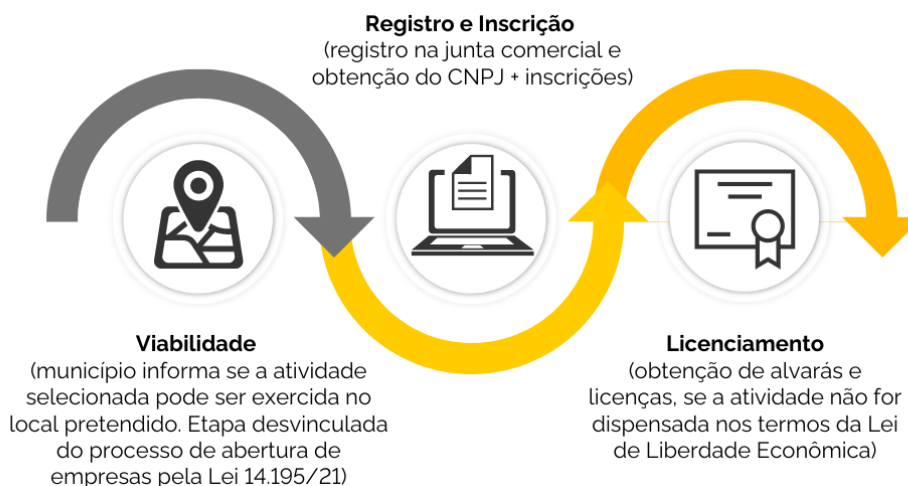 Registro e Inscrição
(registro na junta comercial e
obtenção do CNPJ + inscrições)
Viabilidade
(município informa se a atividade
selecionada pode ser exercida no
local pretendido. Etapa desvinculada
do processo de abertura de
empresas pela Lei 14.195/21)
Licenciamento
(obtenção de alvarás e
licenças, se a atividade não for
dispensada nos termos da Lei
de Liberdade Econômica)